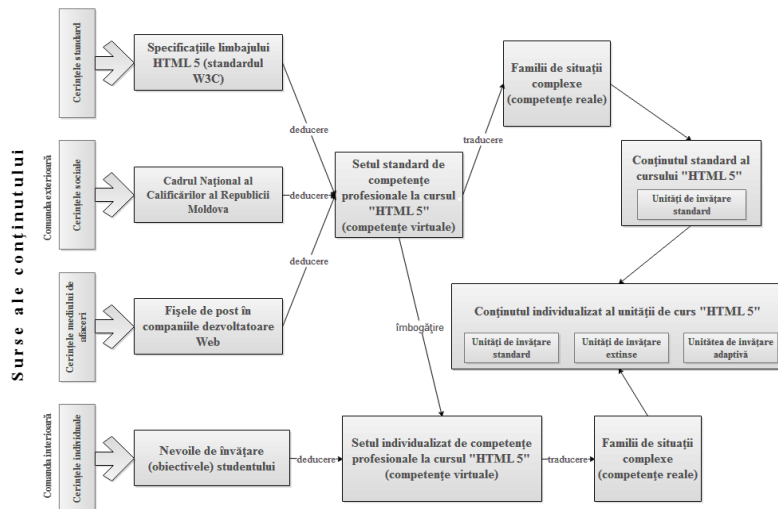 Surse ale conținutului
Comanda exterioară
Comanda interioară
Cerințele standard
Cerințele sociale
Cerințele mediului de
afaceri
Cerințele individuale
Specificațiile limbajului
HTML 5 (standardul
W3C)
Cadrul Național al
Calificărilor al Republicii
Moldova
Fișele de post în
companiile dezvoltatoare
Web
Nevoile de învățare
(obiectivele) studentului
deducere
deducere
deducere
deducere
Setul standard de
competențe
profesionale la cursul
"HTML 5"
(competențe virtuale)
traducere
îmbogățire
Setul individualizat de competențe
profesionale la cursul "HTML 5"
(competențe virtuale)
traducere
Familii de situații
complexe
(competențe reale)
Conținutul standard al
cursului "HTML 5"
Unități de invățare
standard
Conținutul individualizat al unității de curs "HTML 5"
Unități de invățare
standard
Unități de invățare
extinse
Unitatea de invățare
adaptivă
Familii de situații
complexe
(competențe reale)